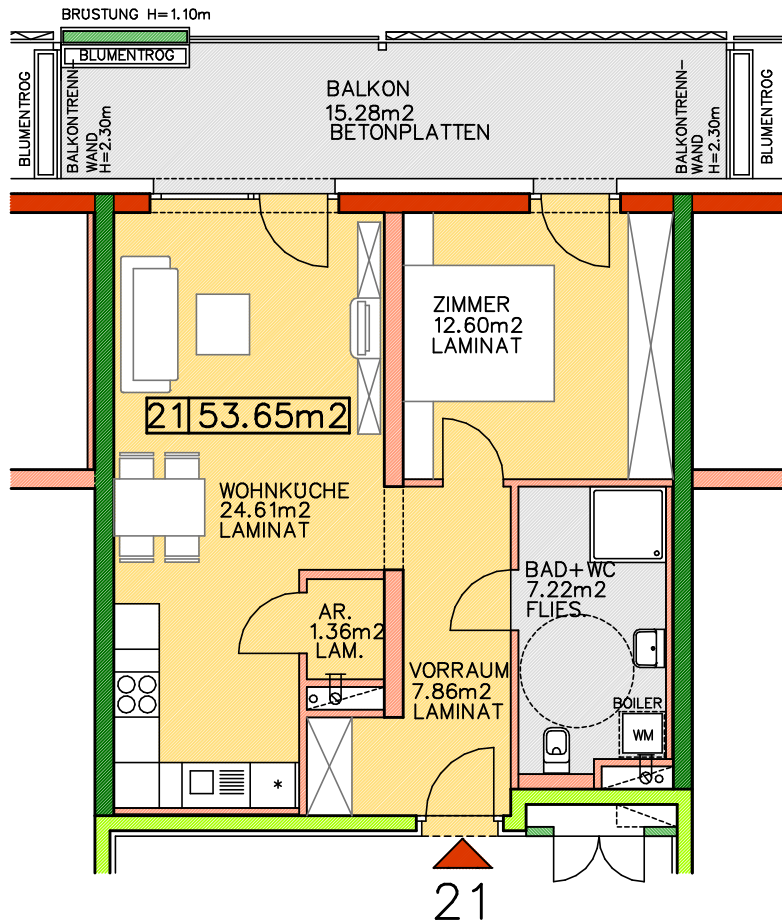 BRÜSTUNG H=1.10m
BLUMENTROG
BLUMENTROG
BALKONTRENN-
WAND
H=2.30m
BALKON
15.28m2
BETONPLATTEN
BALKONTRENN-
WAND
H=2.30m
BLUMENTROG
ZIMMER
12.60m2
LAMINAT
21 53.65m2
WOHNKÜCHE
24.61m2
LAMINAT
BAD+WC
7.22m2
FLIES
AR.
1.36m2
LAM.
VORRAUM
7.86m2
LAMINAT
BOILER
WM
*
21